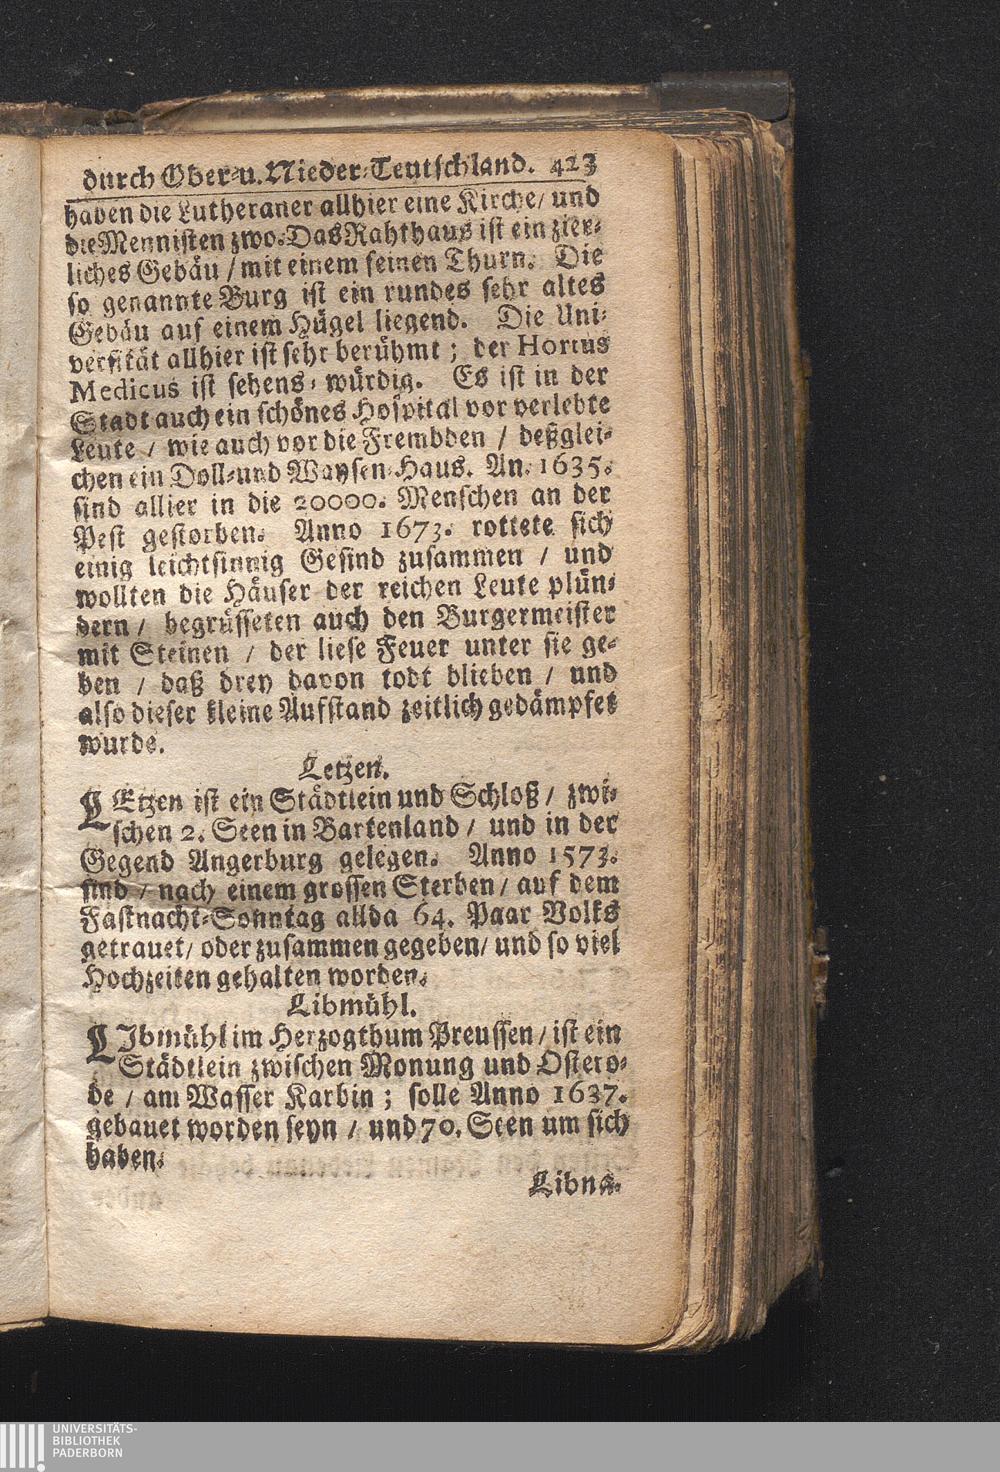 durch Ober-u. Nieder-Teutschland. 423
haben die Lutheraner allhier eine Kirche/ und
die Mennisten zwo. Das Rahthaus ist ein zier-
liches Gebäu / mit einem feinen Thurn. Die
so genannte Burg ist ein rundes sehr altes
Gebäu auf einem Hügel liegend. Die Uni-
versität allhier ist sehr berühmt ; der Hortus
Medicus ist sehens-würdig. Es ist in der
Stadt auch ein schönes Hospital vor verlebte
Leute / wie auch vor die Frembden / deßglei-
chen ein Doll-und Waysen-Haus. An. 1635.
sind allier in die 20000. Menschen an der
Pest gestorben. Anno 1673. rottete sich
einig leichtsinnig Gesind zusammen / und
wollten die Häuser der reichen Leute plün-
dern / begrüsseten auch den Burgermeister
mit Steinen / der liese Feuer unter sie ge-
ben / daß drey davon todt blieben / und
also dieser kleine Aufstand zeitlich gedämpfet
wurde.
Letzen.
LEtzen ist ein Städtlein und Schloß / zwi-
schen 2. Seen in Bartenland / und in der
Gegend Angerburg gelegen. Anno 1573.
sind / nach einem grossen Sterben / auf dem
Fastnacht-Sonntag allda 64. Paar Volks
getrauet/ oder zusammen gegeben/ und so viel
Hochzeiten gehalten worden.
Libmühl.
LIbmühl im Herzogthum Preussen / ist ein
Städtlein zwischen Monung und Ostero-
de / am Wasser Karbin ; solle Anno 1637.
gebauet worden seyn / und 70. Seen um sich
haben.
Libna.
UNIVERSITÄTS-
BIBLIOTHEK
PADERBORN